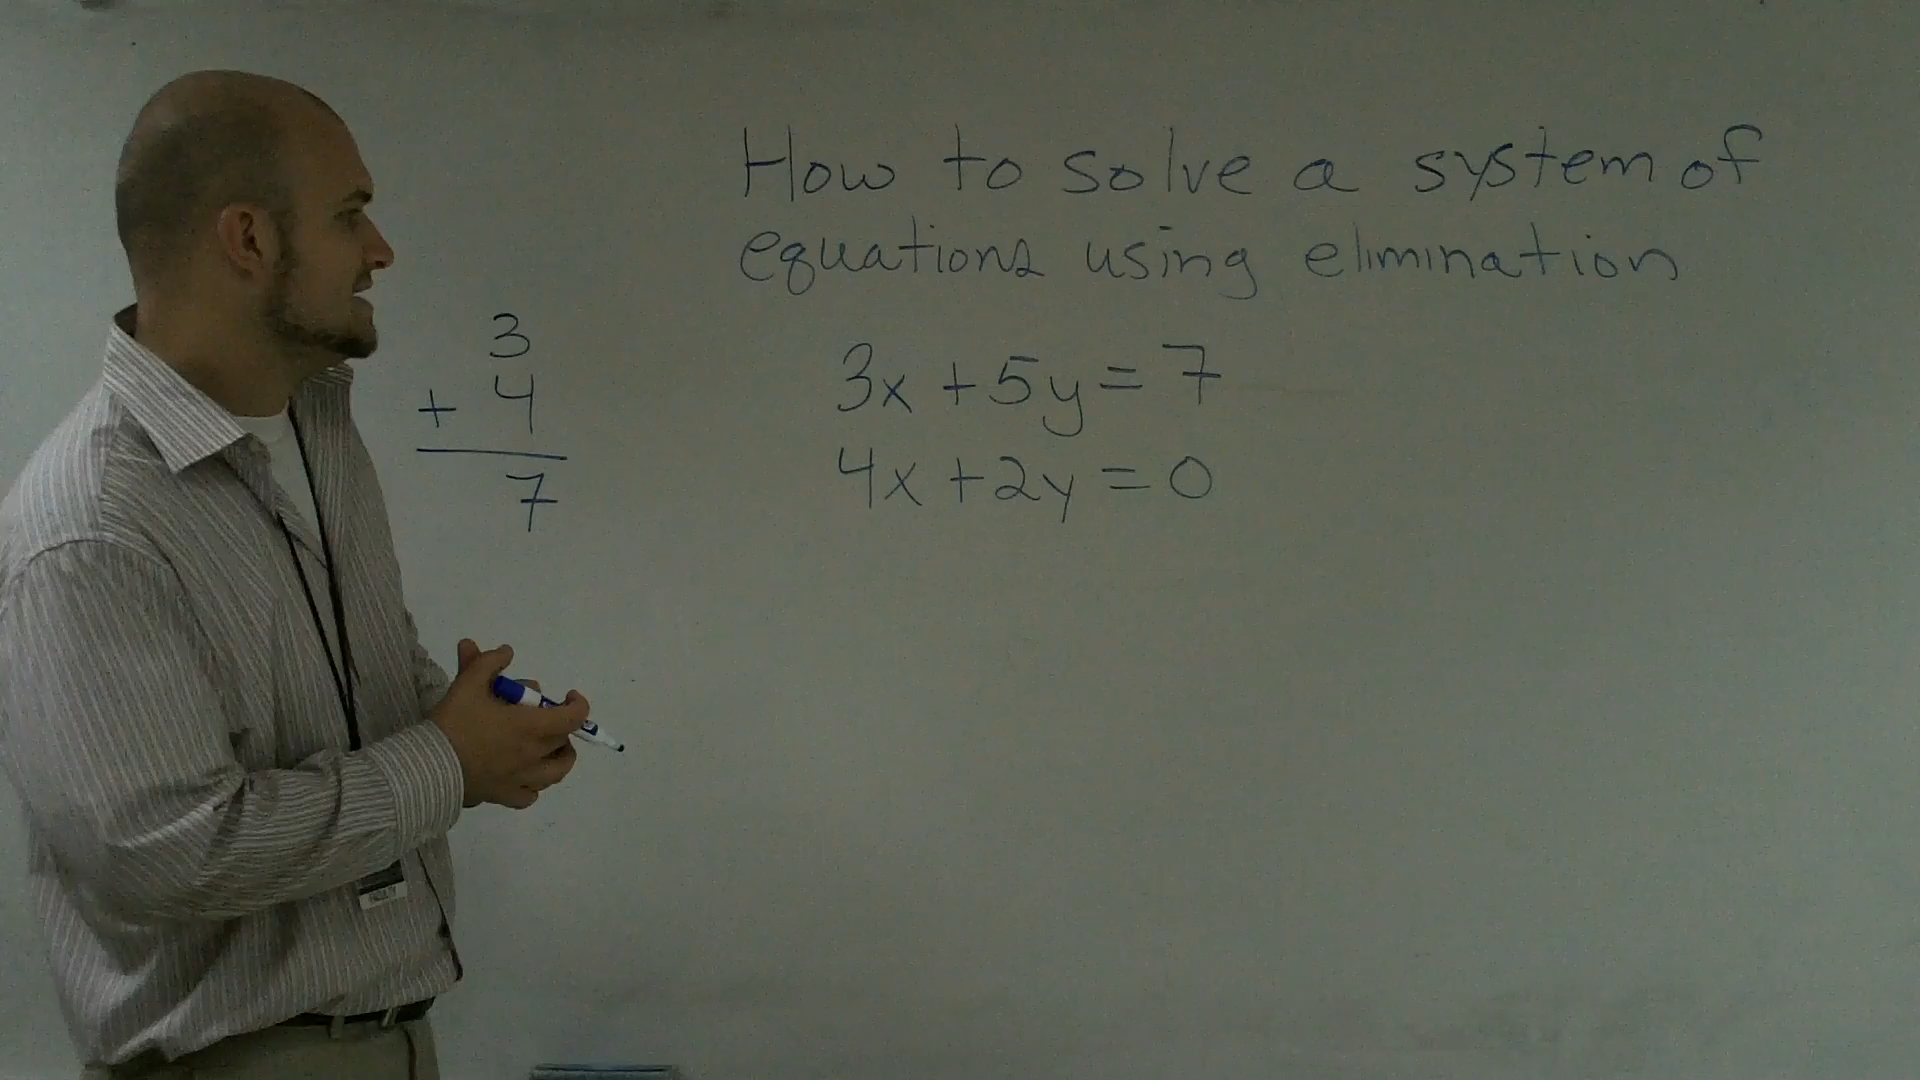 How to solve a system of
equations using elimination
3
+ 4
7
3x + 5y = 7
4x + 2y = 0